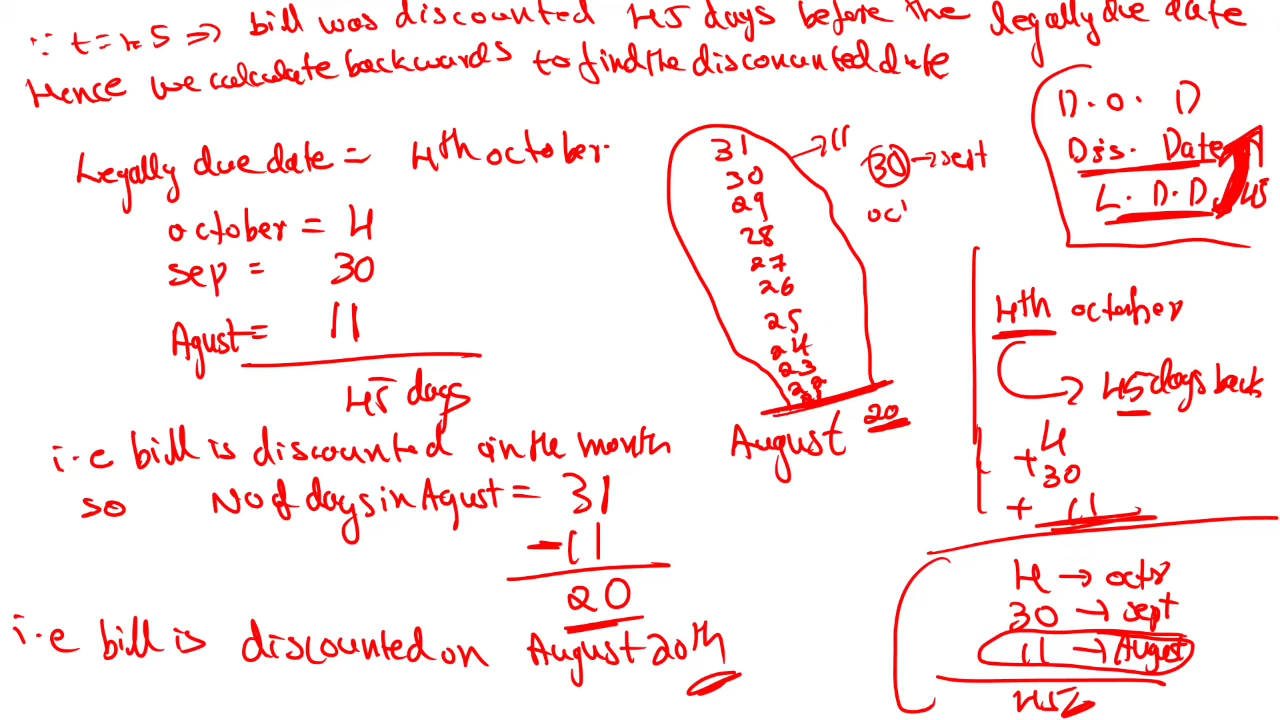 ∵ t = 45 ⇒ bill was discounted 45 days before the legally due date
Hence we calculate backwards to find the discounted date
Legally due date = 4th october.
october = 4
sep = 30
Agust = 11
45 days
i.e bill is discounted in the month
so No of days in Agust = 31
- 11
20
i.e bill is discounted on August 20th
31
30
29
28
27
26
25
24
23
22
21
20
August
→ 11
30 → sept
oc
D.O.D
Dis. Date
L.D.D. 45
4th october
45 days back
4
+ 30
+ 11
4 → octr
30 → sept
11 → August
45